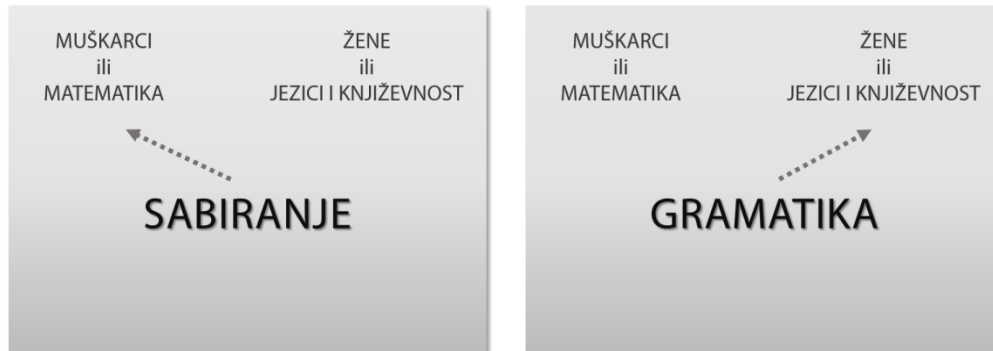 MUŠKARCI
ili
MATEMATIKA
ŽENE
ili
JEZICI I KNJIŽEVNOST
SABIRANJE
MUŠKARCI
ili
MATEMATIKA
ŽENE
ili
JEZICI I KNJIŽEVNOST
GRAMATIKA